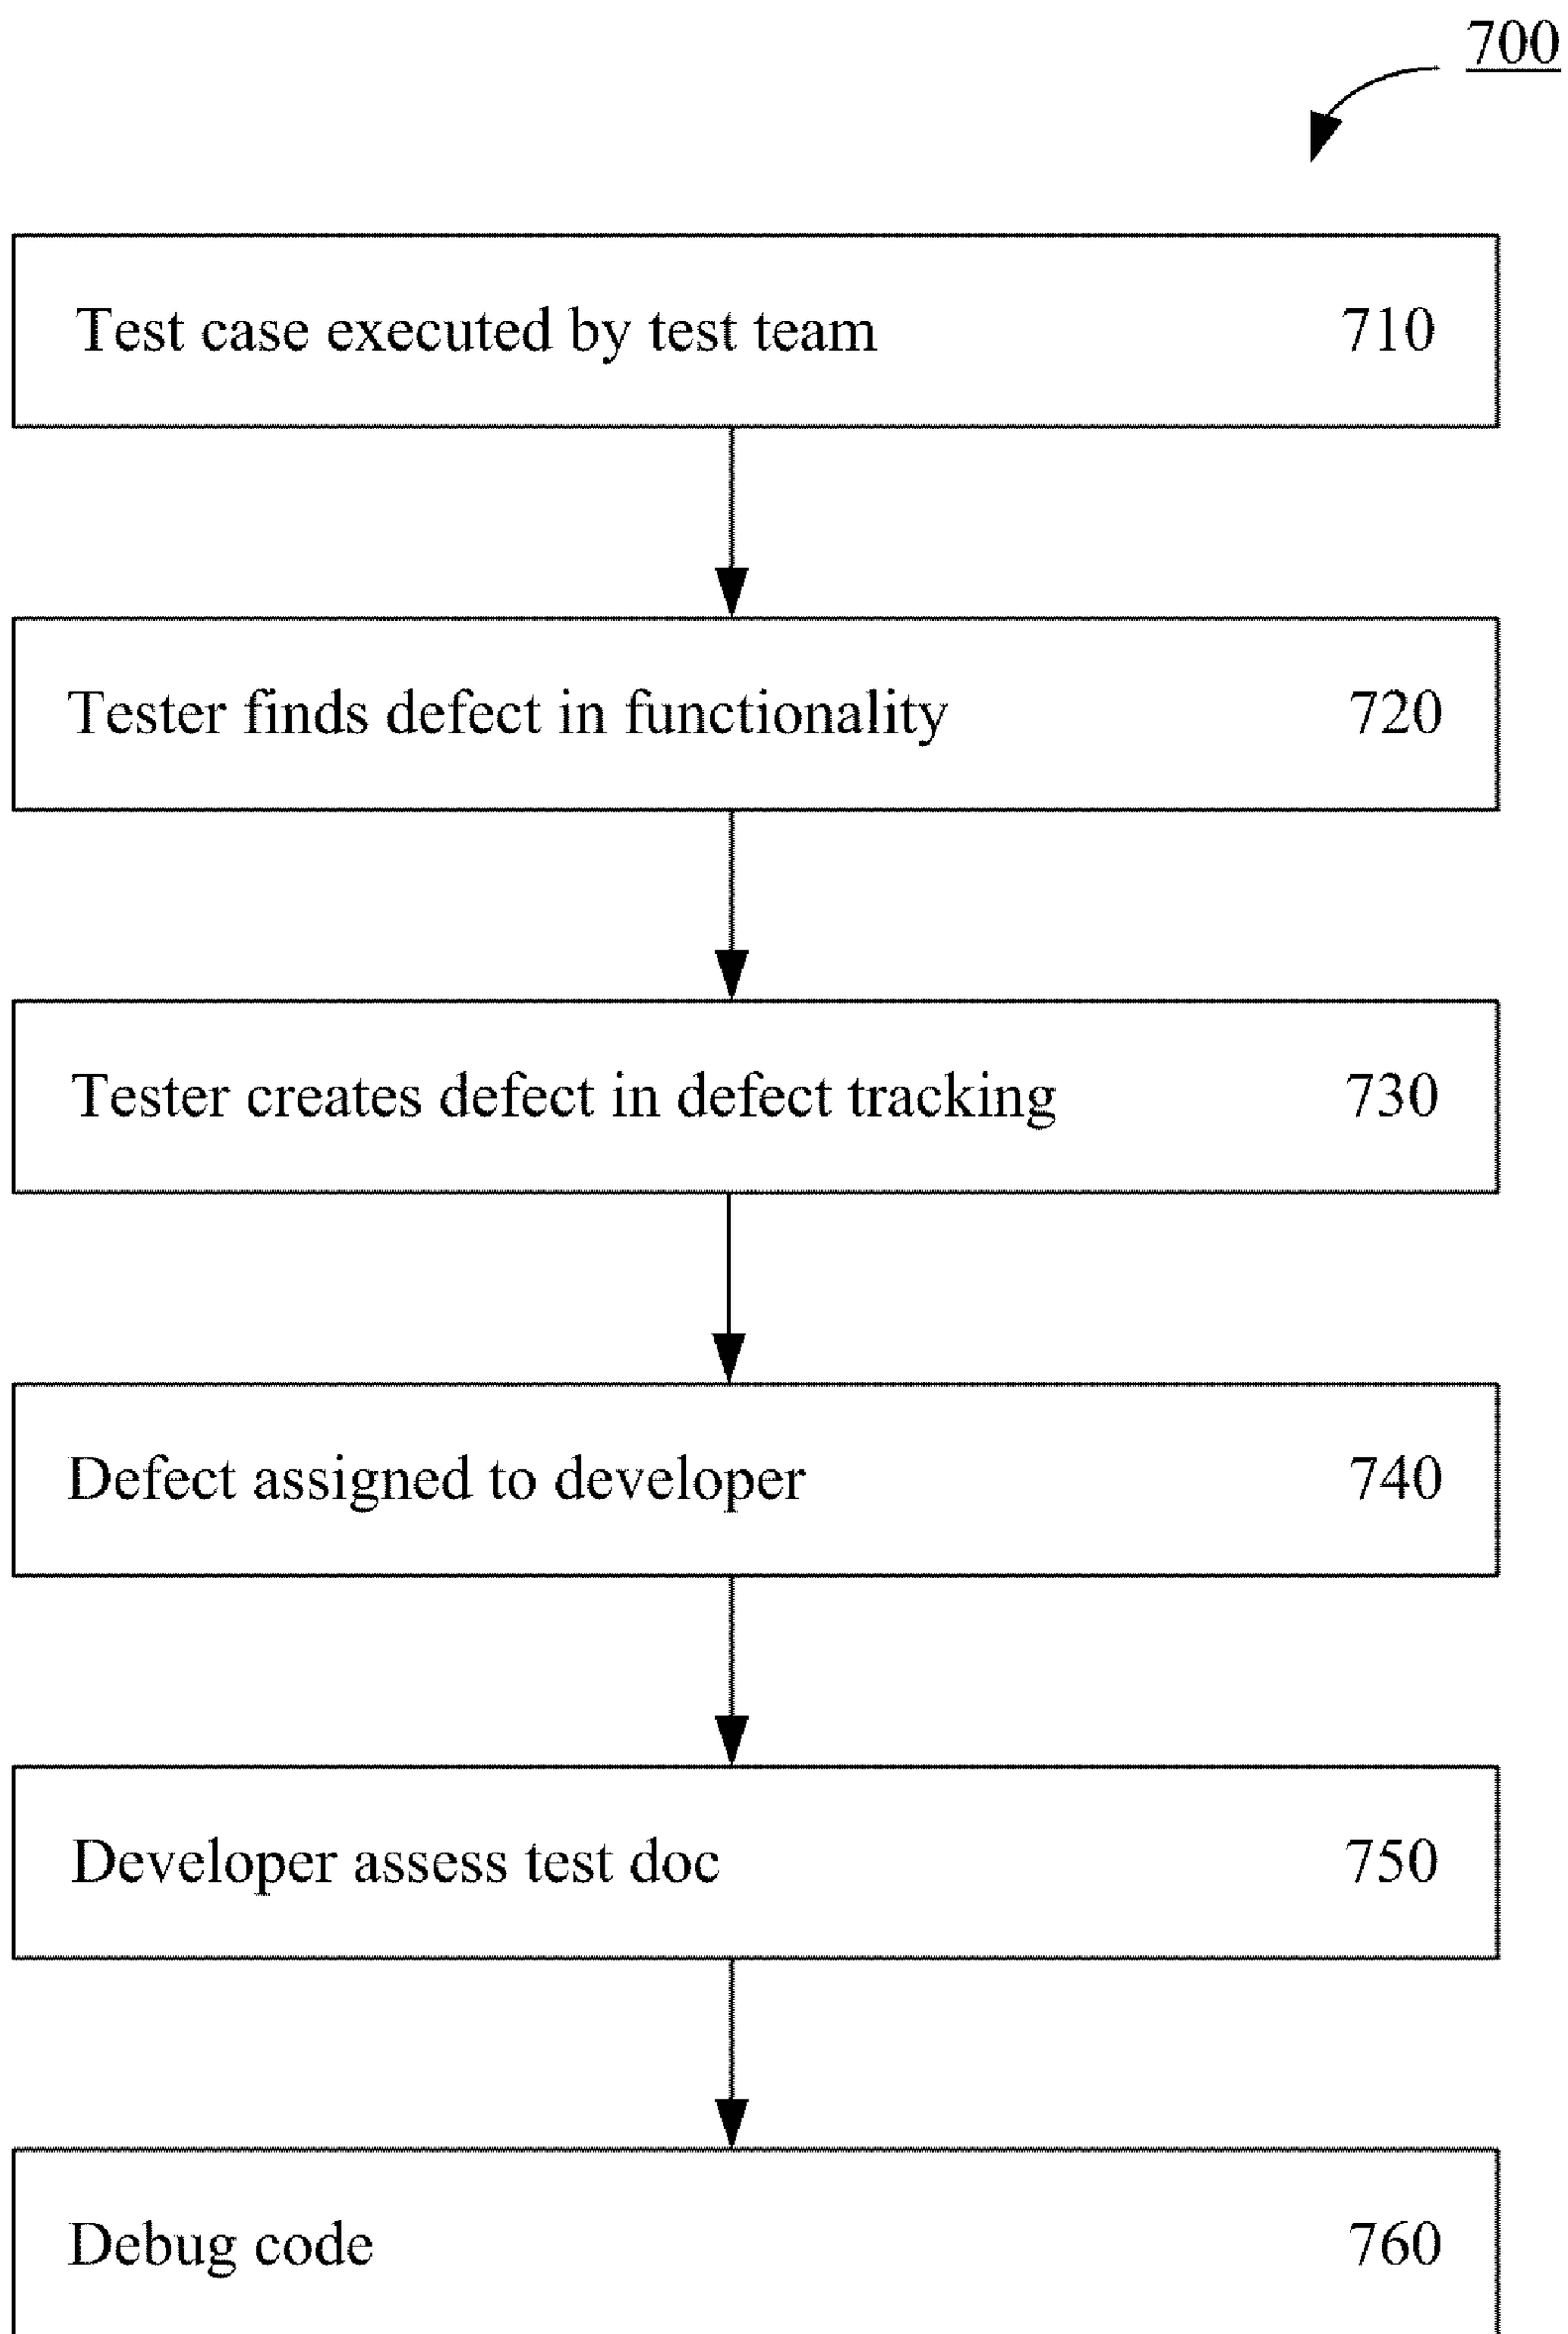 700
Test case executed by test team 710
Tester finds defect in functionality 720
Tester creates defect in defect tracking 730
Defect assigned to developer 740
Developer assess test doc 750
Debug code 760